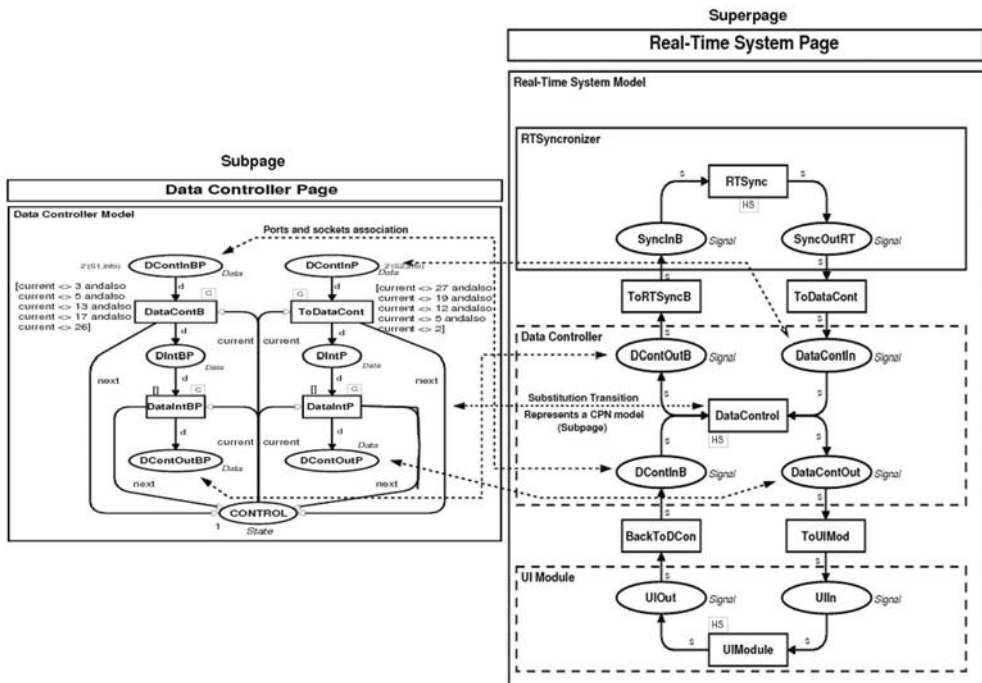 Superpage
Real-Time System Page
Real-Time System Model
RTSyncronizer
s
RTSync
s
HS
SyncInB
Signal
SyncOutRT
Signal
s
s
ToRTSyncB
ToDataCont
s
s
Data Controller
DContOutB
Signal
DataContIn
Signal
Substitution Transition
Represents a CPN model
(Subpage)
DataControl
HS
DContInB
Signal
DataContOut
Signal
s
s
BackToDCon
ToUIMod
s
s
UI Module
UIOut
Signal
UIIn
Signal
HS
s
UIModule
s
Subpage
Data Controller Page
Data Controller Model
Ports and sockets association
2'(S1,info)
DContInBP
Data
DContInP
Data
d
d
[current <> 3 andalso
current <> 5 andalso
current <> 13 andalso
current <> 17 andalso
current <> 26]
G
DataContB
G
ToDataCont
[current <> 27 andalso
current <> 19 andalso
current <> 12 andalso
current <> 5 andalso
current <> 2]
d
d
current
current
next
DIntBP
Data
DIntP
Data
next
d
d
[]
G
DataIntBP
[]
G
DataIntP
d
d
current
current
DContOutBP
Data
DContOutP
Data
next
next
CONTROL
1
State